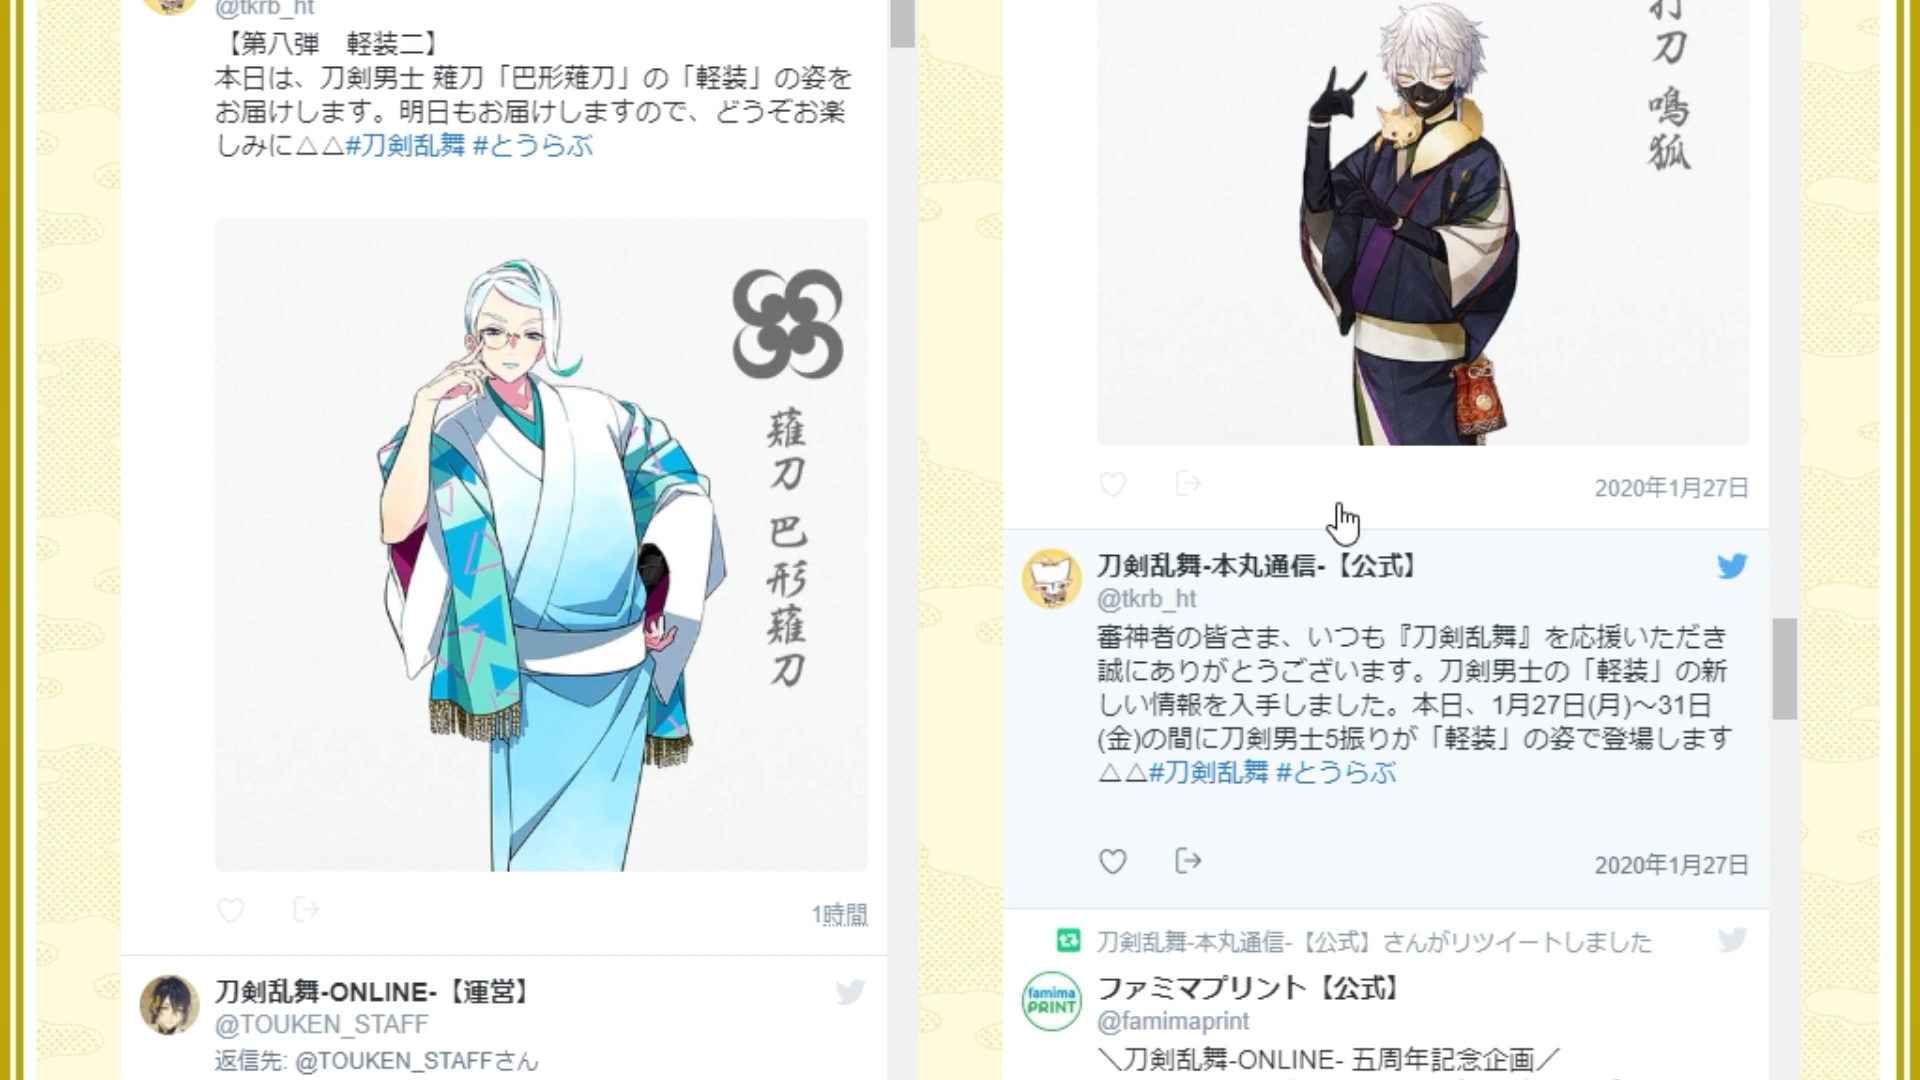 @tkrb_ht
【第八弾　軽装二】
本日は、刀剣男士 薙刀「巴形薙刀」の「軽装」の姿を
お届けします。明日もお届けしますので、どうぞお楽
しみに△△#刀剣乱舞 #とうらぶ
薙刀 巴形薙刀
1時間
刀剣乱舞-ONLINE-【運営】
@TOUKEN_STAFF
返信先: @TOUKEN_STAFFさん
打刀 鳴狐
2020年1月27日
刀剣乱舞-本丸通信-【公式】
@tkrb_ht
審神者の皆さま、いつも『刀剣乱舞』を応援いただき
誠にありがとうございます。刀剣男士の「軽装」の新
しい情報を入手しました。本日、1月27日(月)〜31日
(金)の間に刀剣男士5振りが「軽装」の姿で登場します
△△#刀剣乱舞 #とうらぶ
2020年1月27日
刀剣乱舞-本丸通信-【公式】さんがリツイートしました
famima
PRINT
ファミマプリント【公式】
@famimaprint
＼刀剣乱舞-ONLINE- 五周年記念企画／